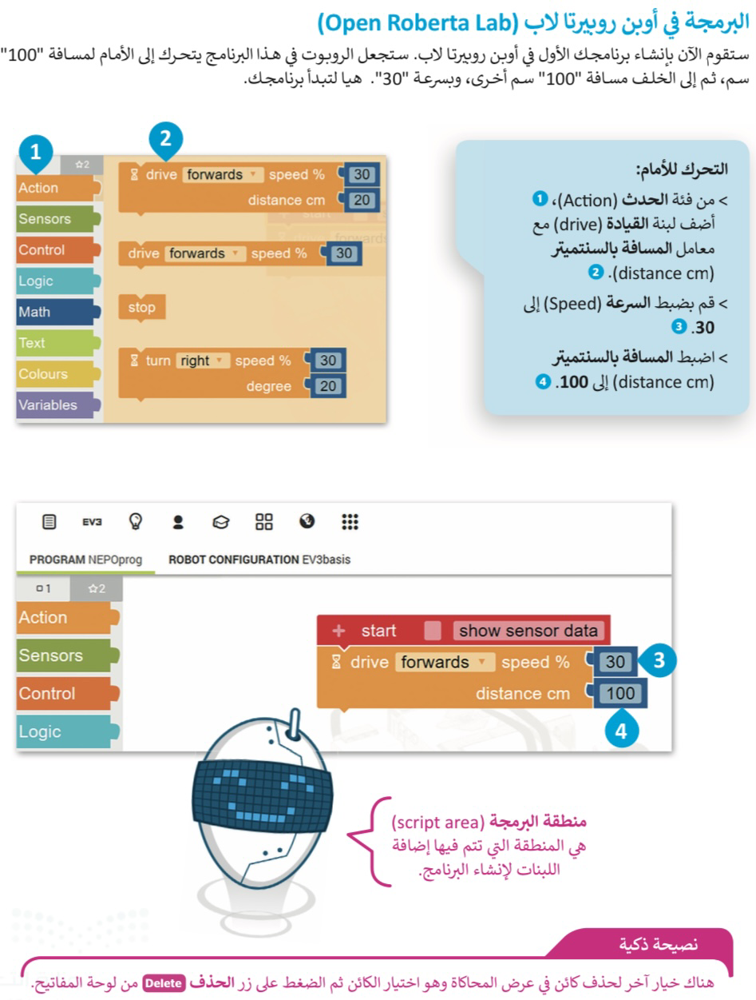 البرمجة في أوبن روبيرتا لاب (Open Roberta Lab)
ستقوم الآن بإنشاء برنامجك الأول في أوبن روبيرتا لاب. ستجعل الروبوت في هذا البرنامج يتحرك إلى الأمام لمسافة "100"
سم، ثم إلى الخلف مسافة "100" سم أخرى، وبسرعة "30". هيا لتبدأ برنامجك.
التحرك للأمام:
> من فئة الحدث (Action)، 1
أضف لبنة القيادة (drive) مع
معامل المسافة بالسنتميتر
(distance cm). 2
> قم بضبط السرعة (Speed) إلى
30. 3
> اضبط المسافة بالسنتميتر
(distance cm) إلى 100. 4
1
2
☆2
Action
Sensors
Control
Logic
Math
Text
Colours
Variables
drive forwards speed % 30
distance cm 20
drive forwards speed % 30
stop
turn right speed % 30
degree 20
EV3
PROGRAM NEPOprog ROBOT CONFIGURATION EV3basis
1 ☆2
Action
Sensors
Control
Logic
+ start show sensor data
drive forwards speed % 30 3
distance cm 100
4
منطقة البرمجة (script area)
هي المنطقة التي تتم فيها إضافة
اللبنات لإنشاء البرنامج.
نصيحة ذكية
هناك خيار آخر لحذف كائن في عرض المحاكاة وهو اختيار الكائن ثم الضغط على زر الحذف Delete من لوحة المفاتيح.